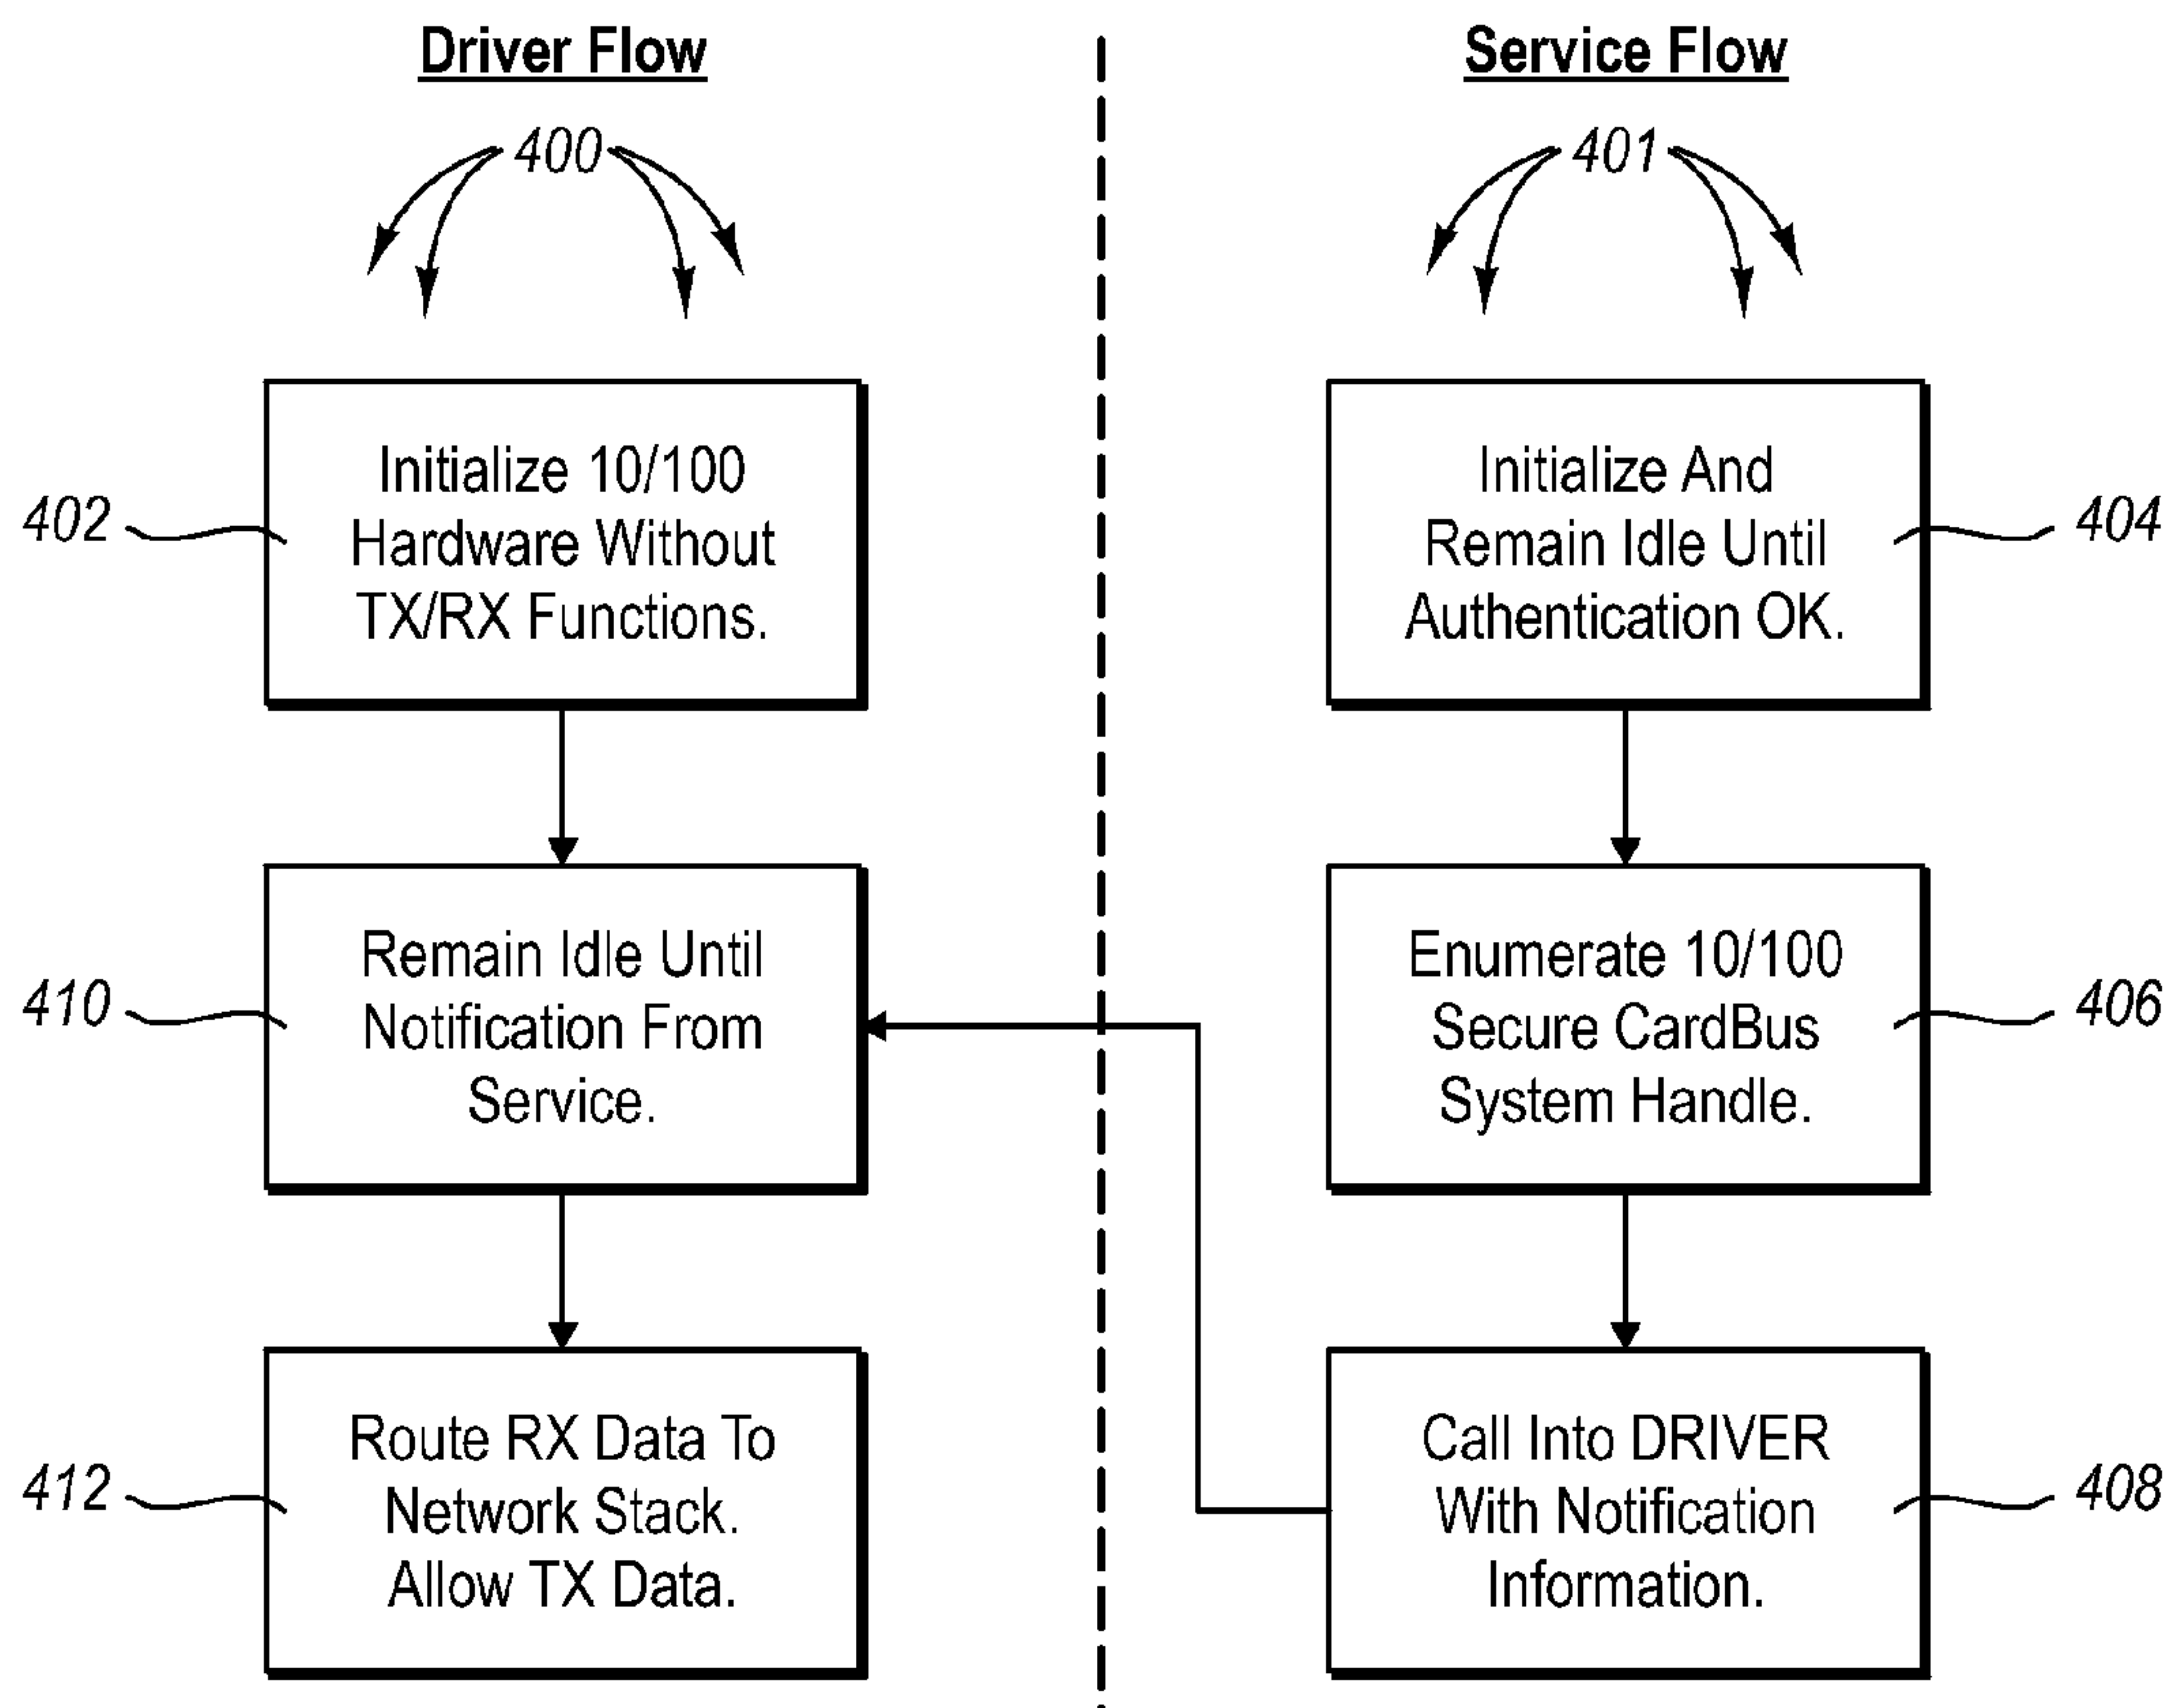 Driver Flow
400
402
Initialize 10/100
Hardware Without
TX/RX Functions.
410
Remain Idle Until
Notification From
Service.
412
Route RX Data To
Network Stack.
Allow TX Data.
Service Flow
401
Initialize And
Remain Idle Until
Authentication OK.
404
Enumerate 10/100
Secure CardBus
System Handle.
406
Call Into DRIVER
With Notification
Information.
408